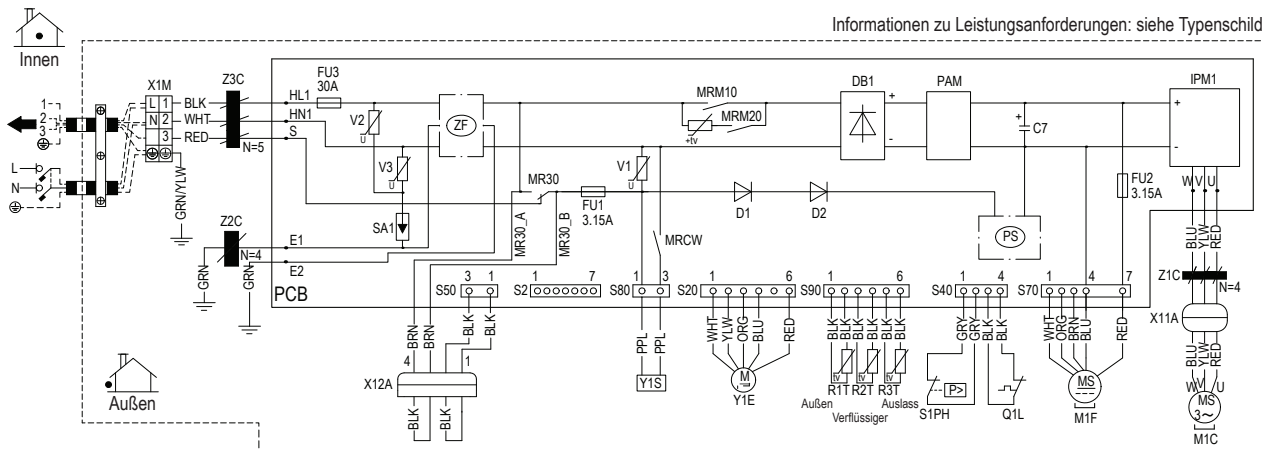 Informationen zu Leistungsanforderungen: siehe Typenschild
Innen
X1M
Z3C
FU3
30A
MRM10
DB1
PAM
IPM1
1
2
3
L 1
N 2
3
BLK
WHT
RED
N=5
HL1
HN1
S
V2
U
ZF
MRM20
+tv
+
-
+
C7
+
-
L
N
GRN/YLW
V3
U
MR30
V1
U
FU1
3.15A
D1
D2
FU2
3.15A
W V U
Z2C
N=4
SA1
E1
E2
MR30_A
MR30_B
MRCW
PS
BLU
YLW
RED
GRN
GRN
PCB
S50
3 1
S2
1 7
S80
1 3
S20
1 6
S90
1 6
S40
1 4
S70
1 4 7
Z1C
N=4
BRN
BRN
BLK
BLK
PPL
PPL
WHT
YLW
ORG
BLU
RED
BLK
BLK
BLK
BLK
BLK
BLK
GRY
GRY
BLK
BLK
WHT
ORG
BRN
BLU
RED
X11A
BLU
YLW
RED
Außen
4 1
X12A
BLK
BLK
Y1S
M
Y1E
tv
tv
tv
R1T R2T R3T
Außen
Verflüssiger
Auslass
P>
S1PH
Q1L
MS
M1F
W V U
MS
3~
M1C